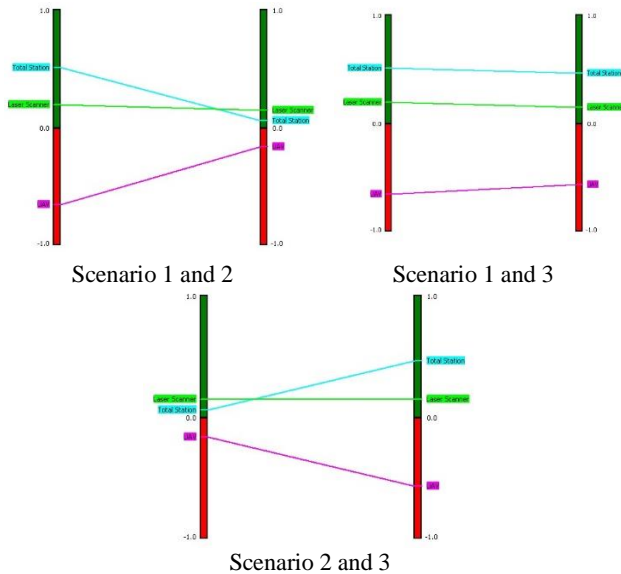 1.0 1.0
Total Station
Laser Scanner Laser Scanner
Total Station
0.0 0.0
UAV
UAV
-1.0 -1.0
Scenario 1 and 2
1.0 1.0
Total Station Total Station
Laser Scanner Laser Scanner
0.0 0.0
UAV UAV
-1.0 -1.0
Scenario 1 and 3
1.0 1.0
Total Station
Laser Scanner Laser Scanner
Total Station
0.0 0.0
UAV
UAV
-1.0 -1.0
Scenario 2 and 3